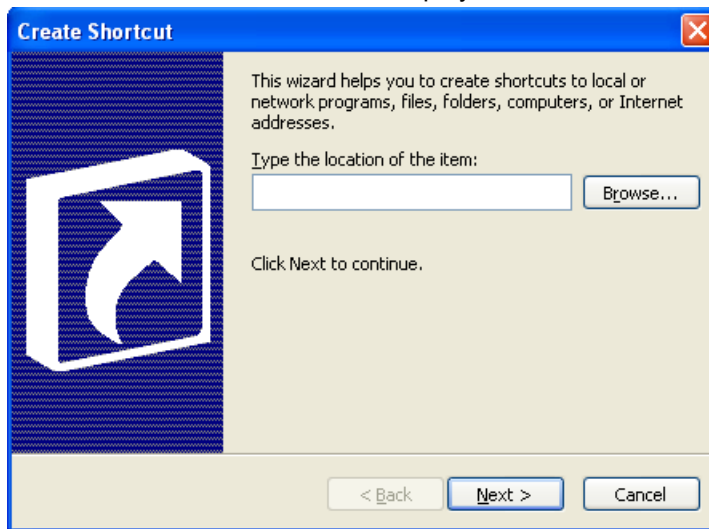 Create Shortcut
This wizard helps you to create shortcuts to local or
network programs, files, folders, computers, or Internet
addresses.
Type the location of the item:
Browse...
Click Next to continue.
< Back
Next >
Cancel